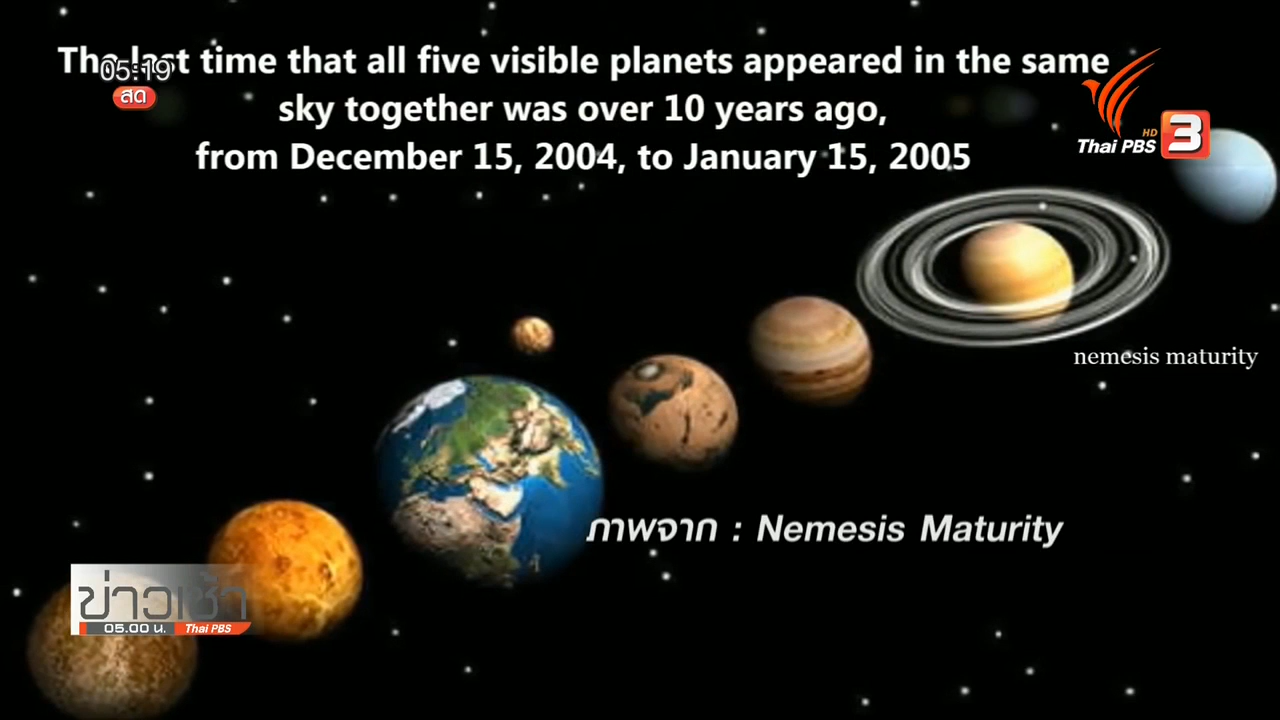 The last time that all five visible planets appeared in the same
sky together was over 10 years ago,
from December 15, 2004, to January 15, 2005
05:19
สด
HD
Thai PBS 3
nemesis maturity
ภาพจาก : Nemesis Maturity
ข่าวเช้า
05.00 น. Thai PBS